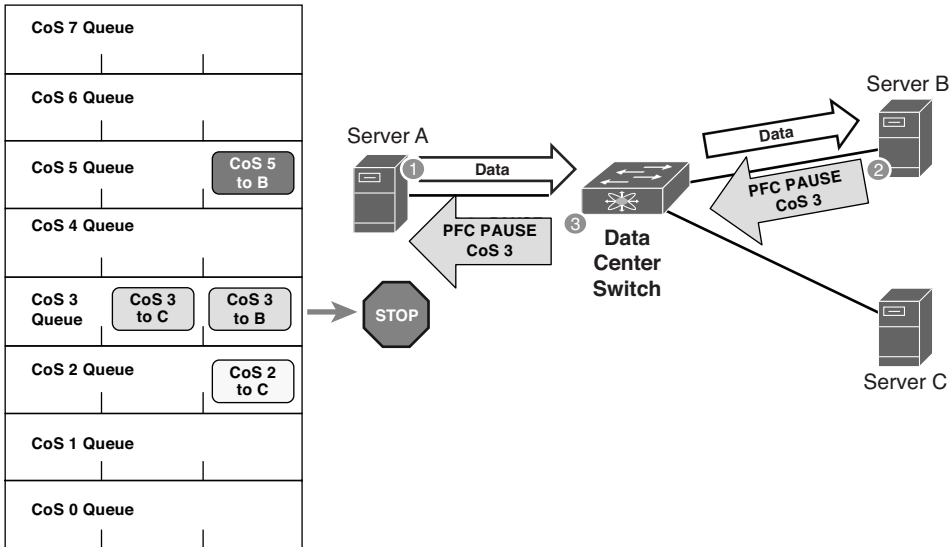 CoS 7 Queue
CoS 6 Queue
CoS 5 Queue
CoS 5
to B
CoS 4 Queue
CoS 3
Queue
CoS 3
to C
CoS 3
to B
CoS 2 Queue
CoS 2
to C
CoS 1 Queue
CoS 0 Queue
STOP
Server A
1
Data
PFC PAUSE
CoS 3
3
Data
Center
Switch
Data
Server B
2
PFC PAUSE
CoS 3
Server C